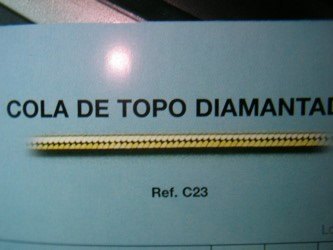 COLA DE TOPO DIAMANTAD
Ref. C23